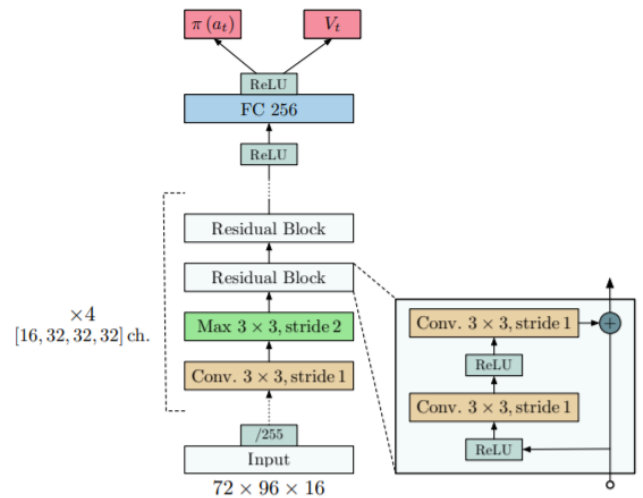 π (a_t)
V_t
ReLU
FC 256
ReLU
Residual Block
Residual Block
Max 3 × 3, stride 2
Conv. 3 × 3, stride 1
×4
[16, 32, 32, 32] ch.
/255
Input
72 × 96 × 16
Conv. 3 × 3, stride 1
+
ReLU
Conv. 3 × 3, stride 1
ReLU